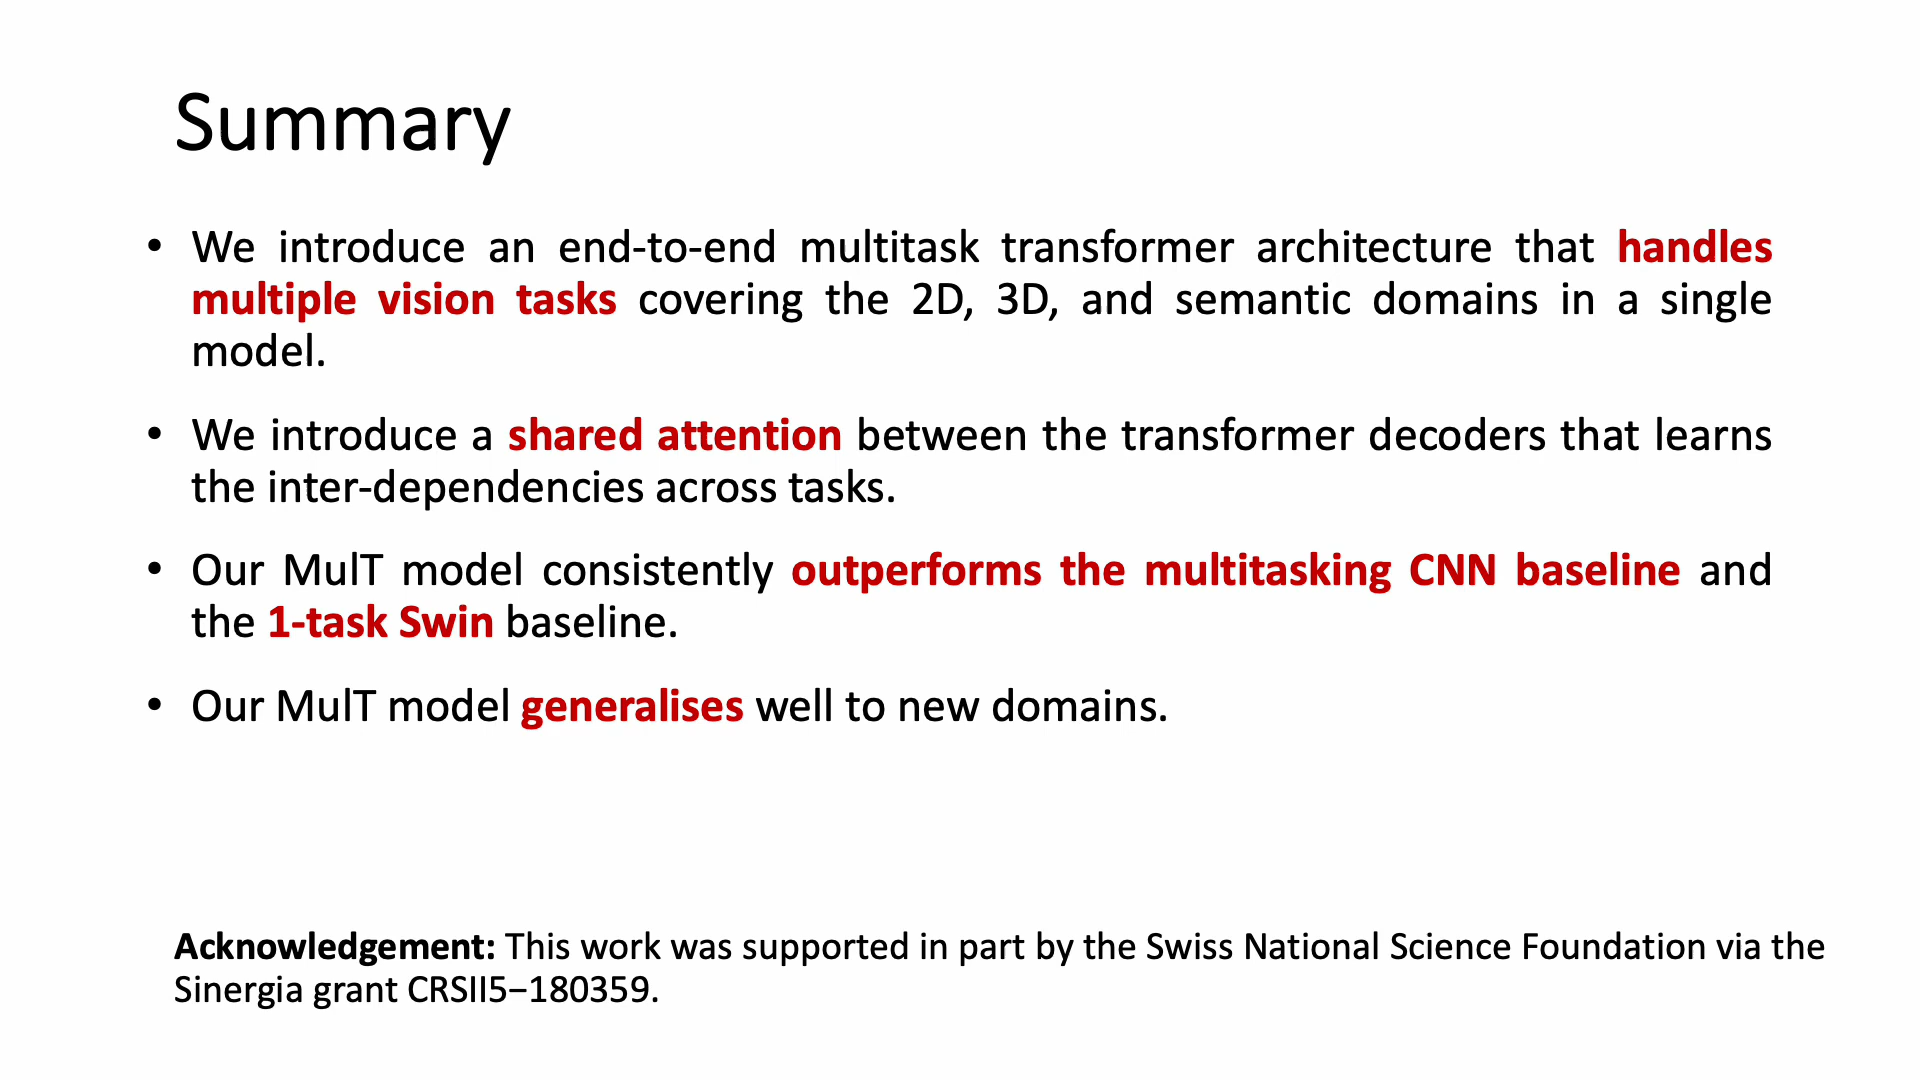 Summary
• We introduce an end-to-end multitask transformer architecture that handles
multiple vision tasks covering the 2D, 3D, and semantic domains in a single
model.
• We introduce a shared attention between the transformer decoders that learns
the inter-dependencies across tasks.
• Our MulT model consistently outperforms the multitasking CNN baseline and
the 1-task Swin baseline.
• Our MulT model generalises well to new domains.
Acknowledgement: This work was supported in part by the Swiss National Science Foundation via the
Sinergia grant CRSII5−180359.